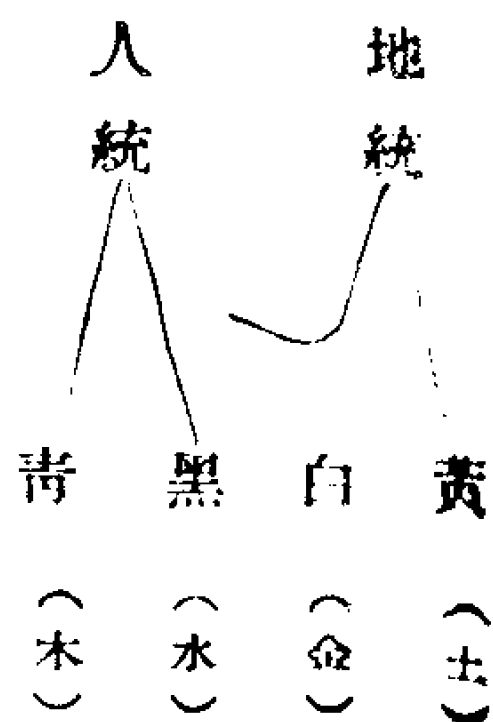 地統
人統
黃
白
黑
青
（土）
（金）
（水）
（木）